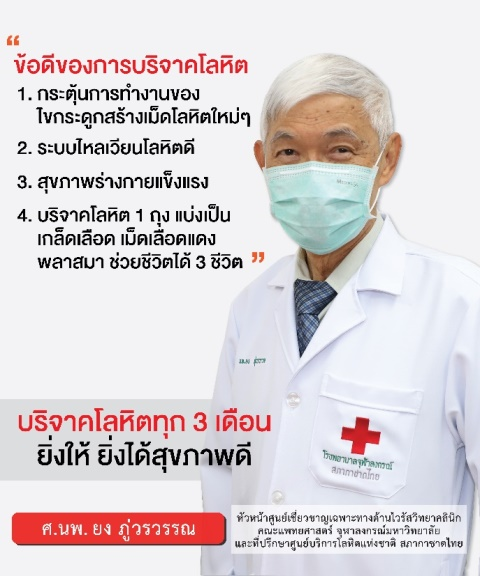 “
ข้อดีของการบริจาคโลหิต
1. กระตุ้นการทำงานของ
ไขกระดูกสร้างเม็ดโลหิตใหม่ๆ
2. ระบบไหลเวียนโลหิตดี
3. สุขภาพร่างกายแข็งแรง
4. บริจาคโลหิต 1 ถุง แบ่งเป็น
เกล็ดเลือด เม็ดเลือดแดง
พลาสมา ช่วยชีวิตได้ 3 ชีวิต ”
โรงพยาบาลจุฬาลงกรณ์
สภากาชาดไทย
บริจาคโลหิตทุก 3 เดือน
ยิ่งให้ ยิ่งได้สุขภาพดี
ศ.นพ. ยง ภู่วรวรรณ
หัวหน้าศูนย์เชี่ยวชาญเฉพาะทางด้านไวรัสวิทยาคลินิก
คณะแพทยศาสตร์ จุฬาลงกรณ์มหาวิทยาลัย
และที่ปรึกษาศูนย์บริการโลหิตแห่งชาติ สภากาชาดไทย